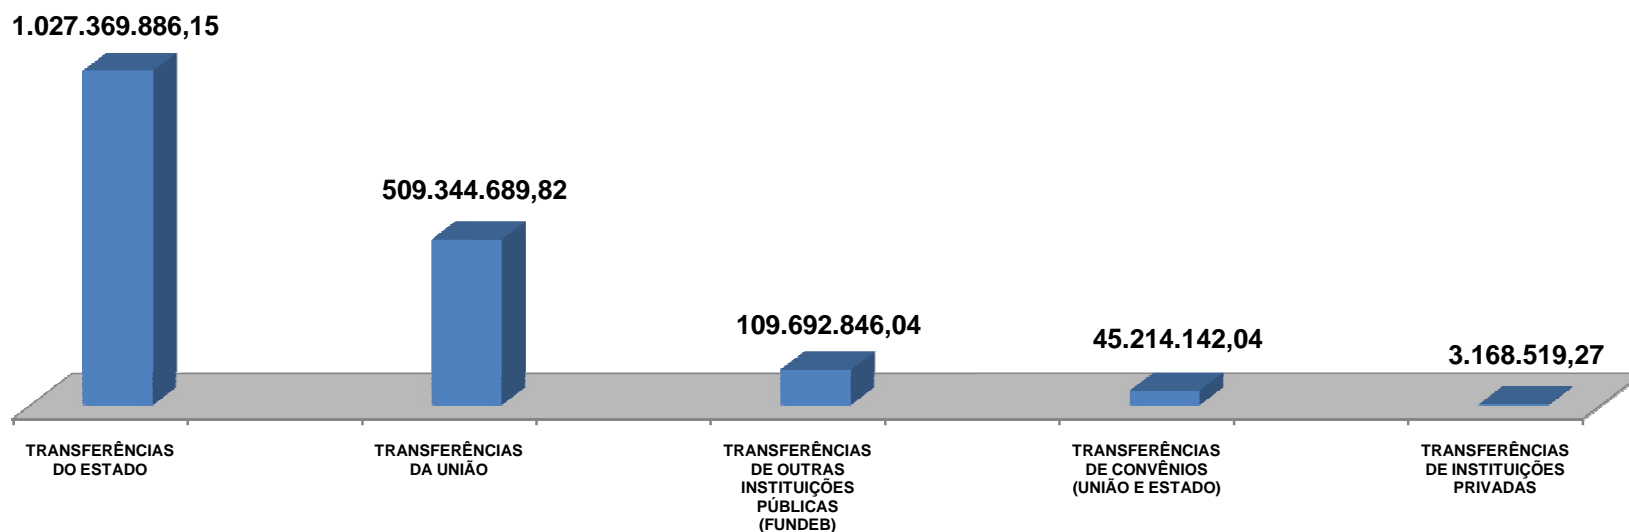 1.027.369.886,15
509.344.689,82
109.692.846,04
45.214.142,04
3.168.519,27
TRANSFERÊNCIAS
DO ESTADO
TRANSFERÊNCIAS
DA UNIÃO
TRANSFERÊNCIAS
DE OUTRAS
INSTITUIÇÕES
PÚBLICAS
(FUNDEB)
TRANSFERÊNCIAS
DE CONVÊNIOS
(UNIÃO E ESTADO)
TRANSFERÊNCIAS
DE INSTITUIÇÕES
PRIVADAS